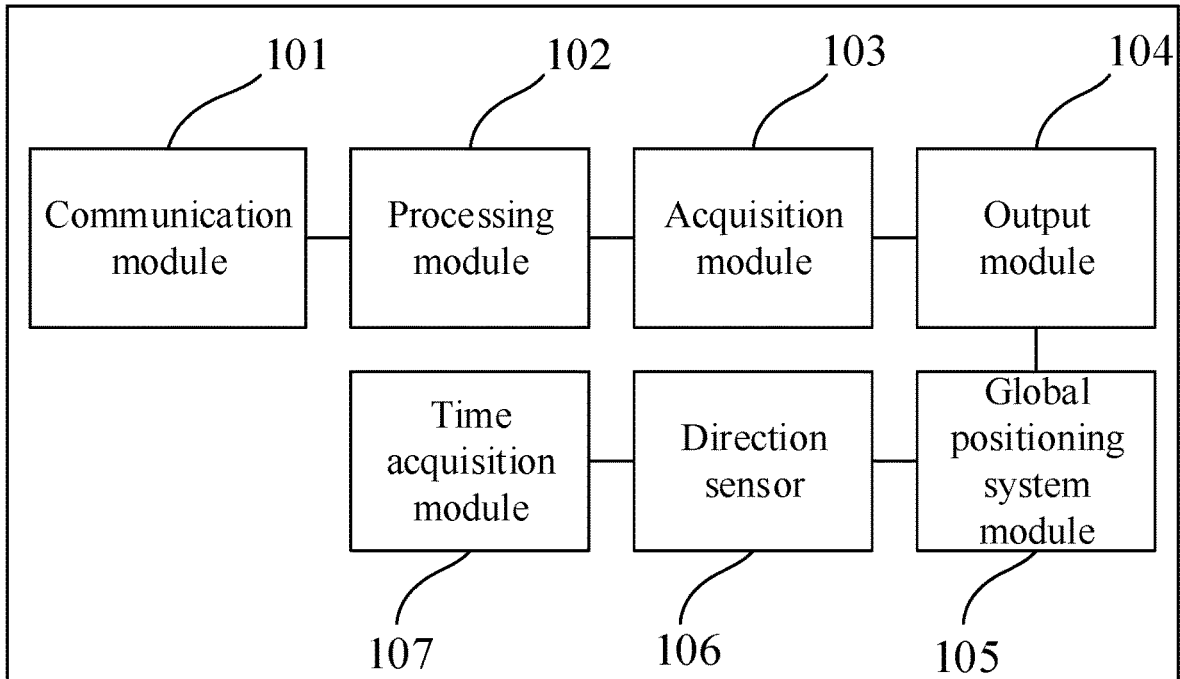 101
102
103
104
Communication
module
Processing
module
Acquisition
module
Output
module
Time
acquisition
module
Direction
sensor
Global
positioning
system
module
107
106
105